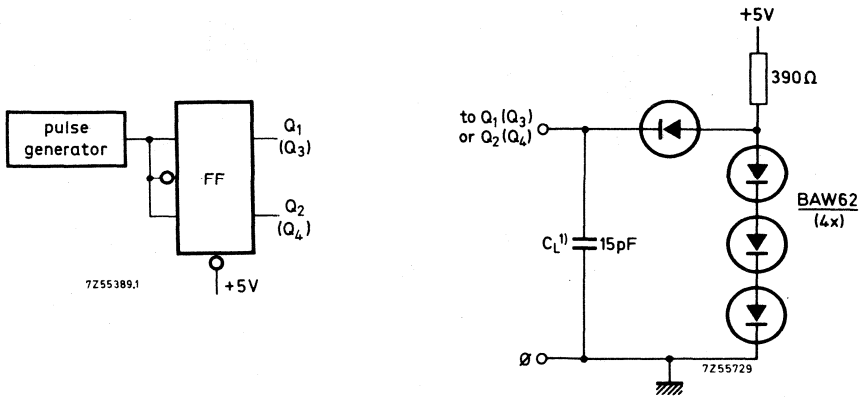 pulse
generator
FF
Q1
(Q3)
Q2
(Q4)
+5V
7Z55389.1
+5V
390Ω
to Q1(Q3)
or Q2(Q4)
BAW62
(4x)
CL1) 15pF
Ø
7Z55729